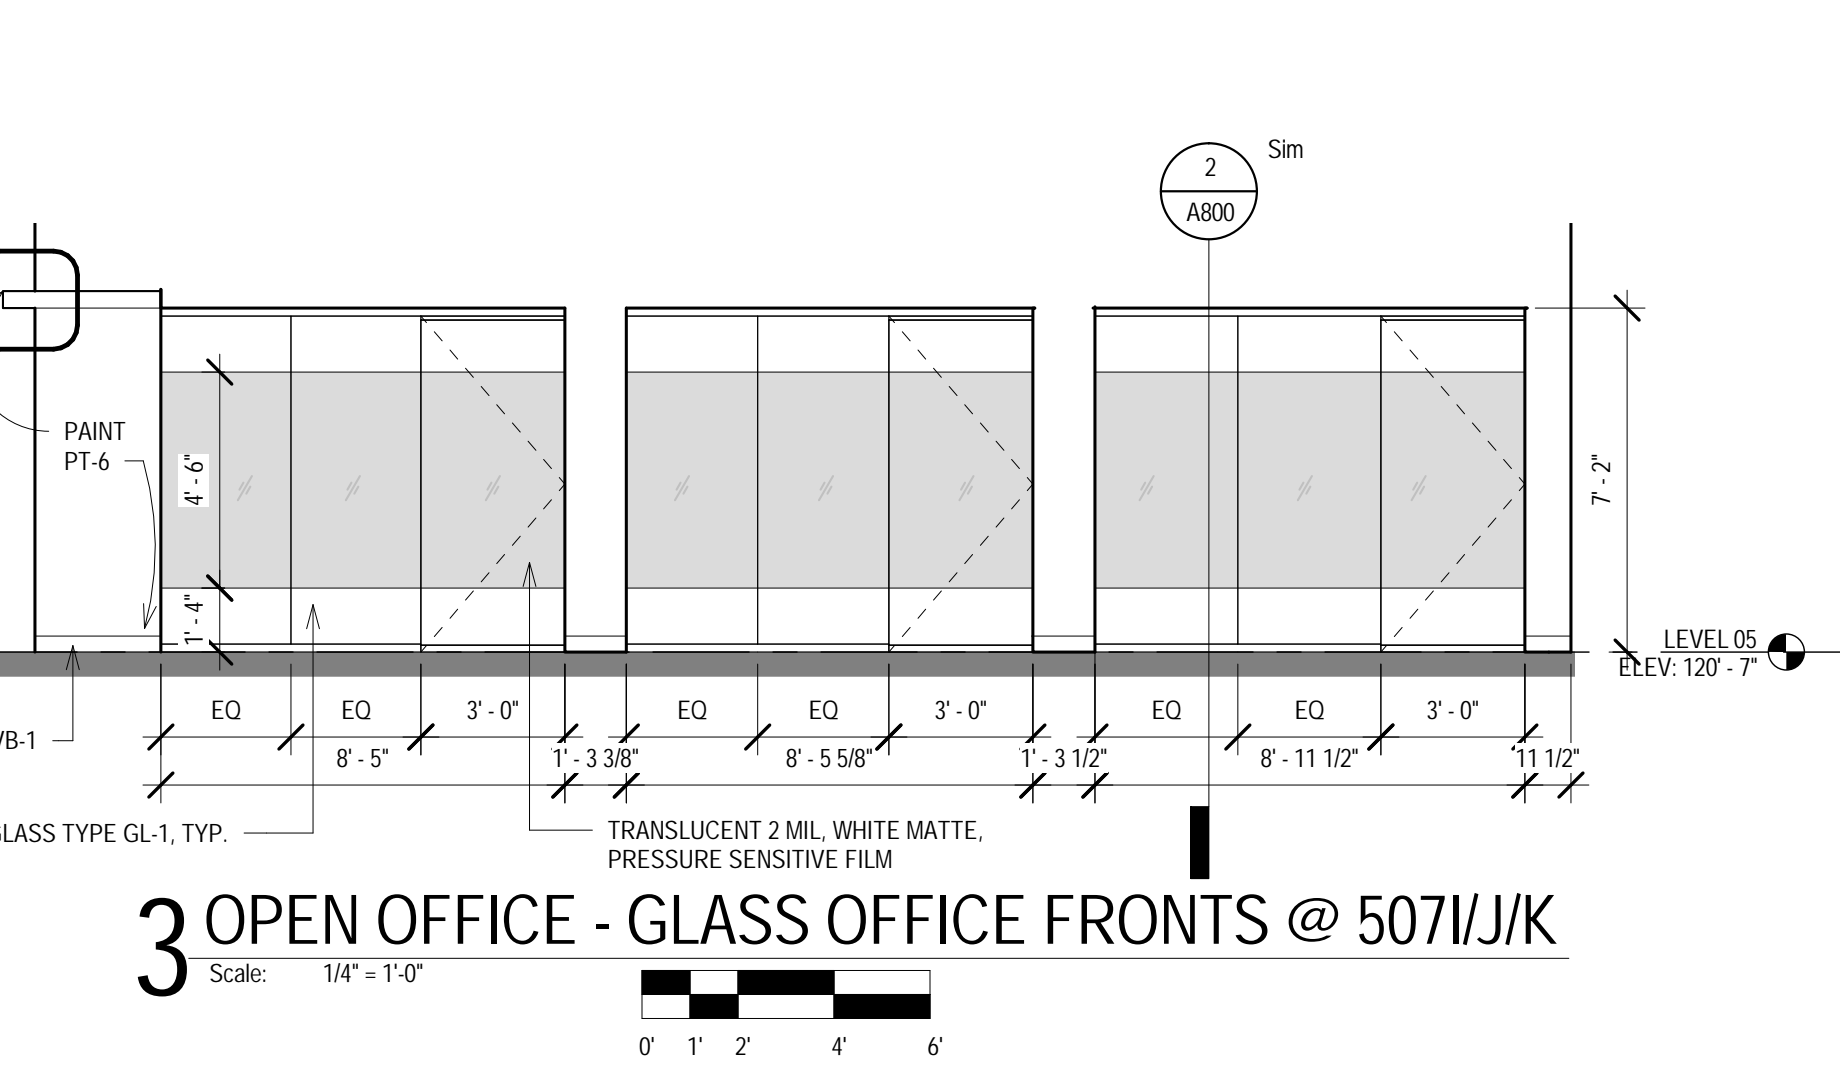 2
Sim
A800
PAINT
PT-6
4' - 6"
1' - 4"
7' - 2"
LEVEL 05
ELEV: 120' - 7"
EQ EQ 3' - 0" EQ EQ 3' - 0" EQ EQ 3' - 0"
8' - 5" 1' - 3 3/8" 8' - 5 5/8" 1' - 3 1/2" 8' - 11 1/2" 11 1/2"
TYPE GL-1, TYP.
TRANSLUCENT 2 MIL, WHITE MATTE,
PRESSURE SENSITIVE FILM
3 OPEN OFFICE - GLASS OFFICE FRONTS @ 507I/J/K
Scale: 1/4" = 1'-0"
0' 1' 2' 4' 6'